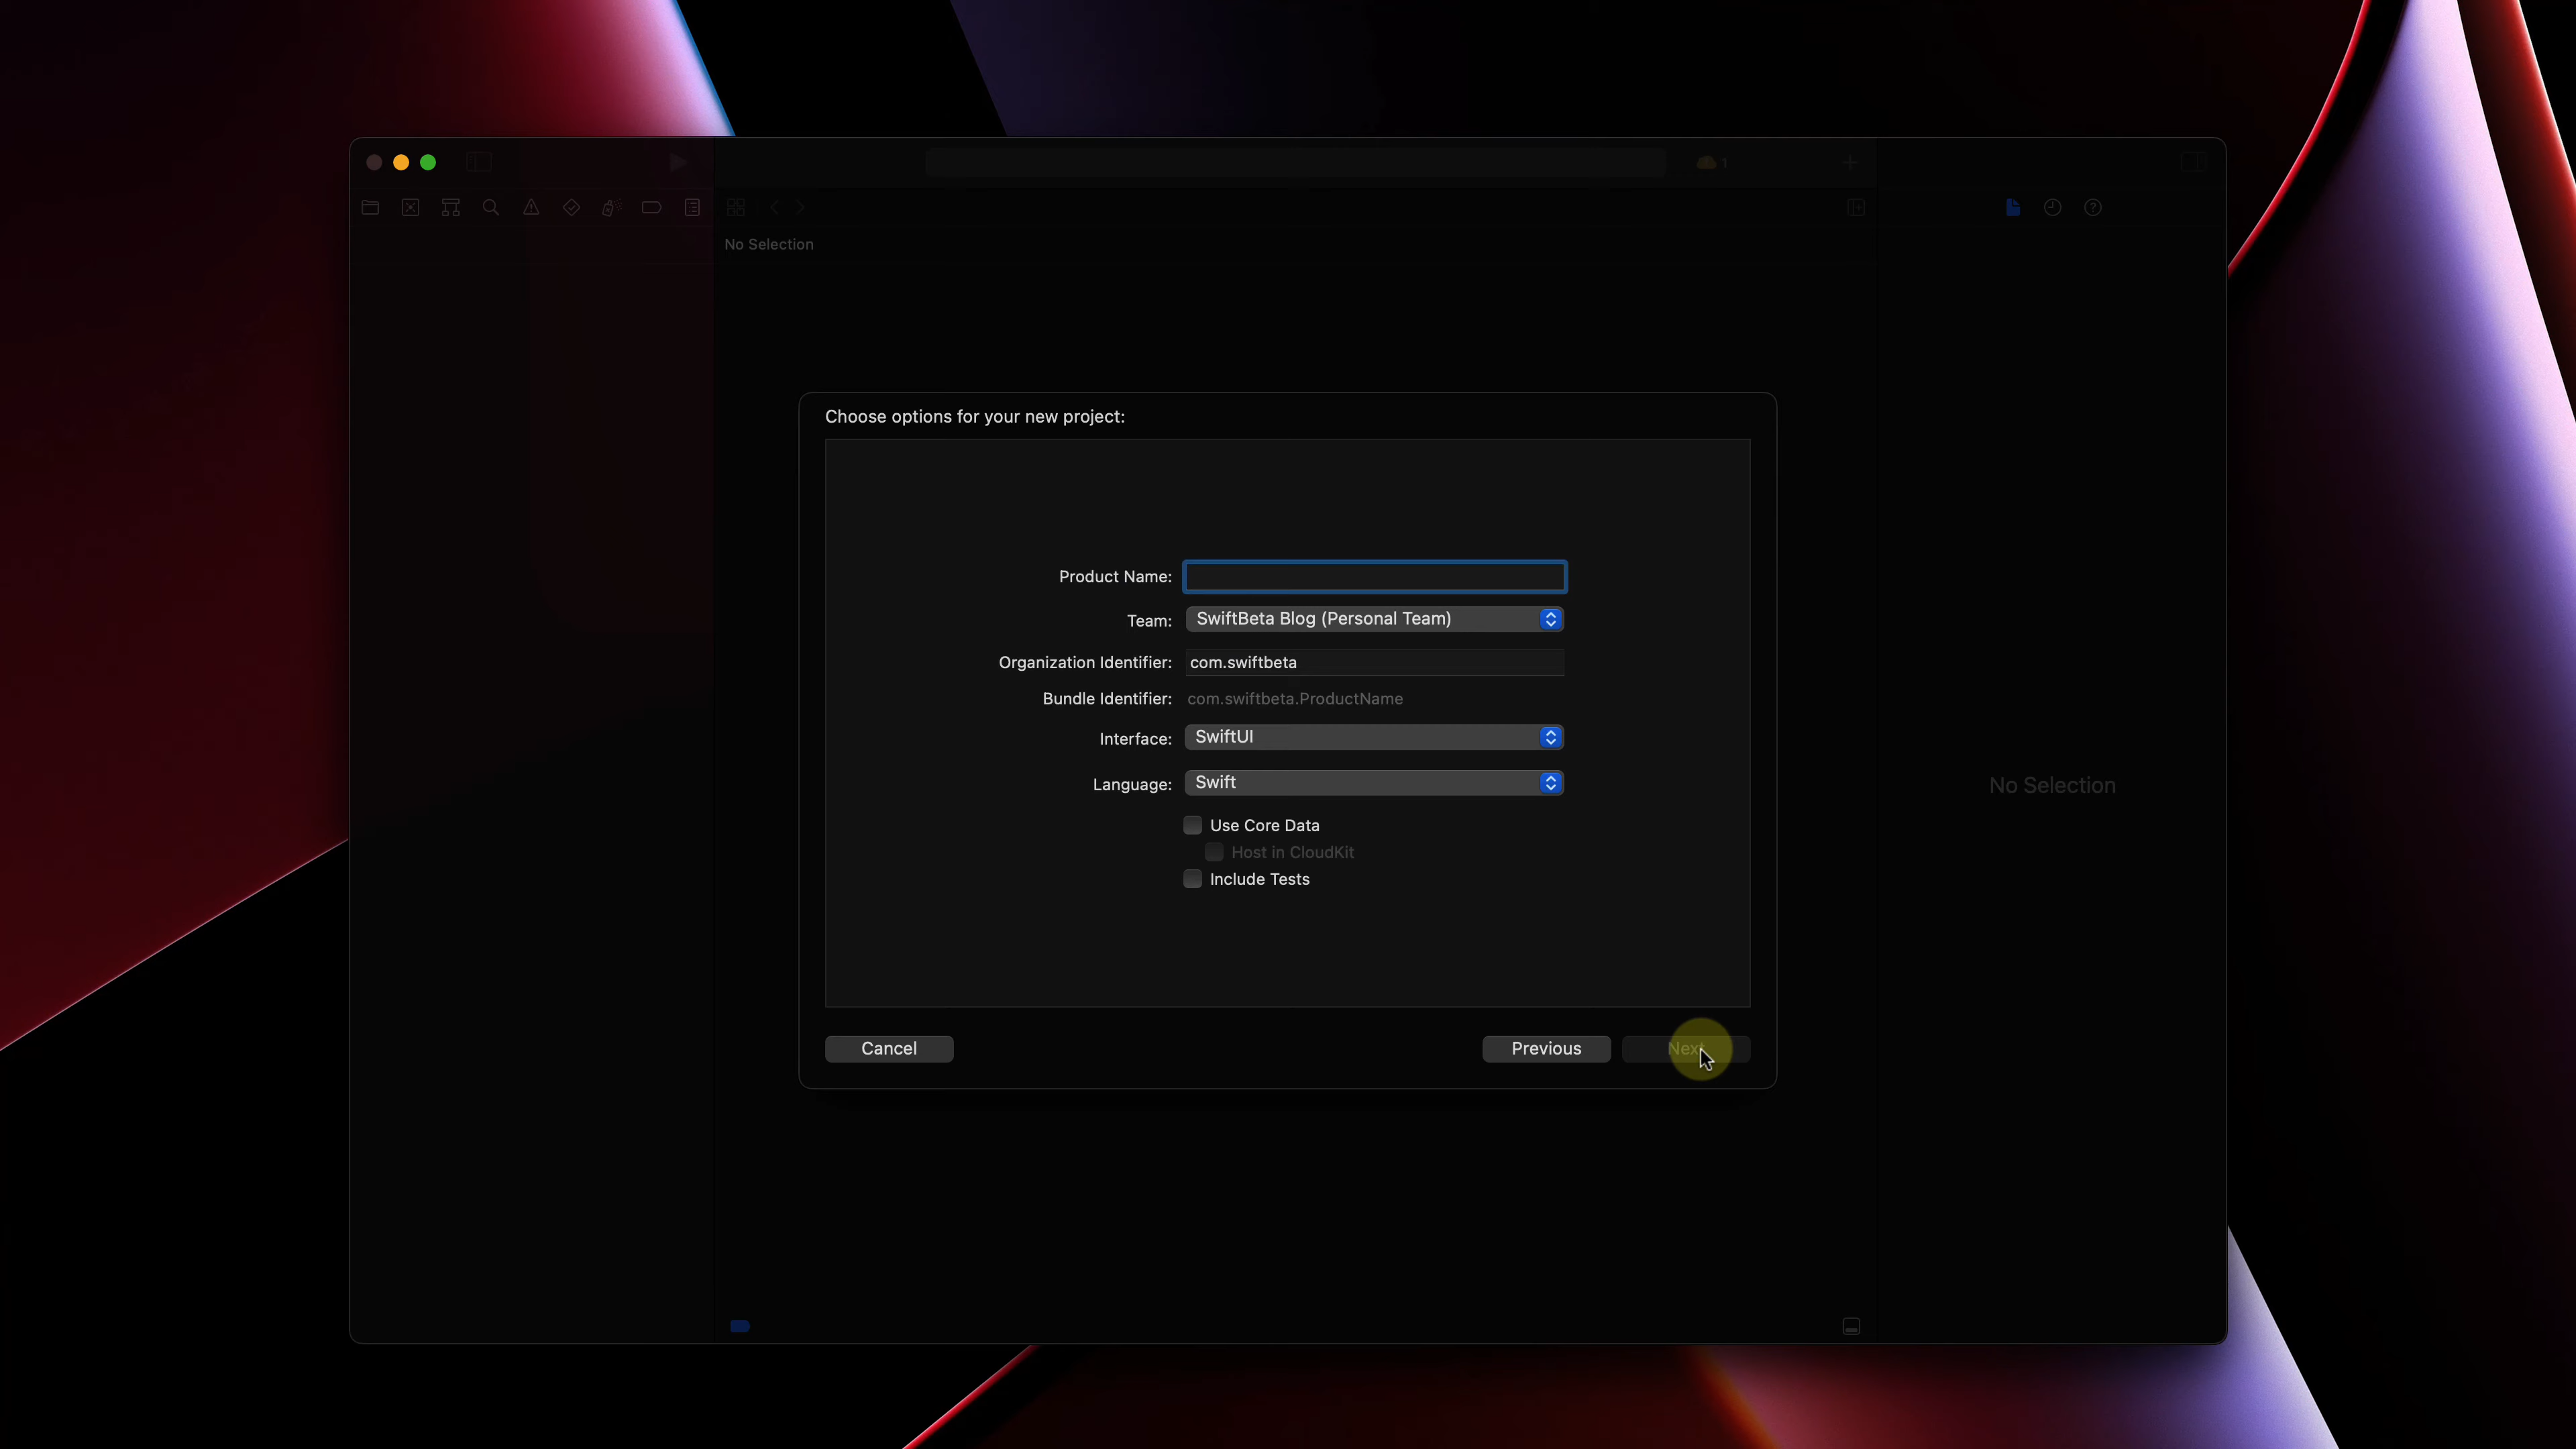 1
No Selection
Choose options for your new project:
Product Name:
Team: SwiftBeta Blog (Personal Team)
Organization Identifier: com.swiftbeta
Bundle Identifier: com.swiftbeta.ProductName
Interface: SwiftUI
Language: Swift
Use Core Data
Host in CloudKit
Include Tests
No Selection
Cancel
Previous
Next